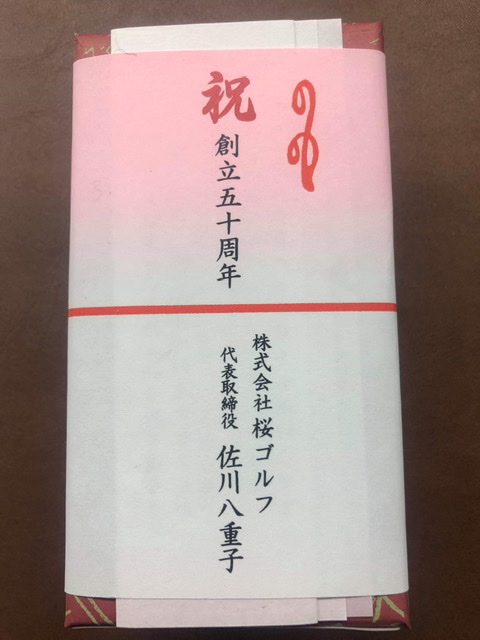 祝
創立五十周年
株式会社桜ゴルフ
代表取締役 佐川八重子